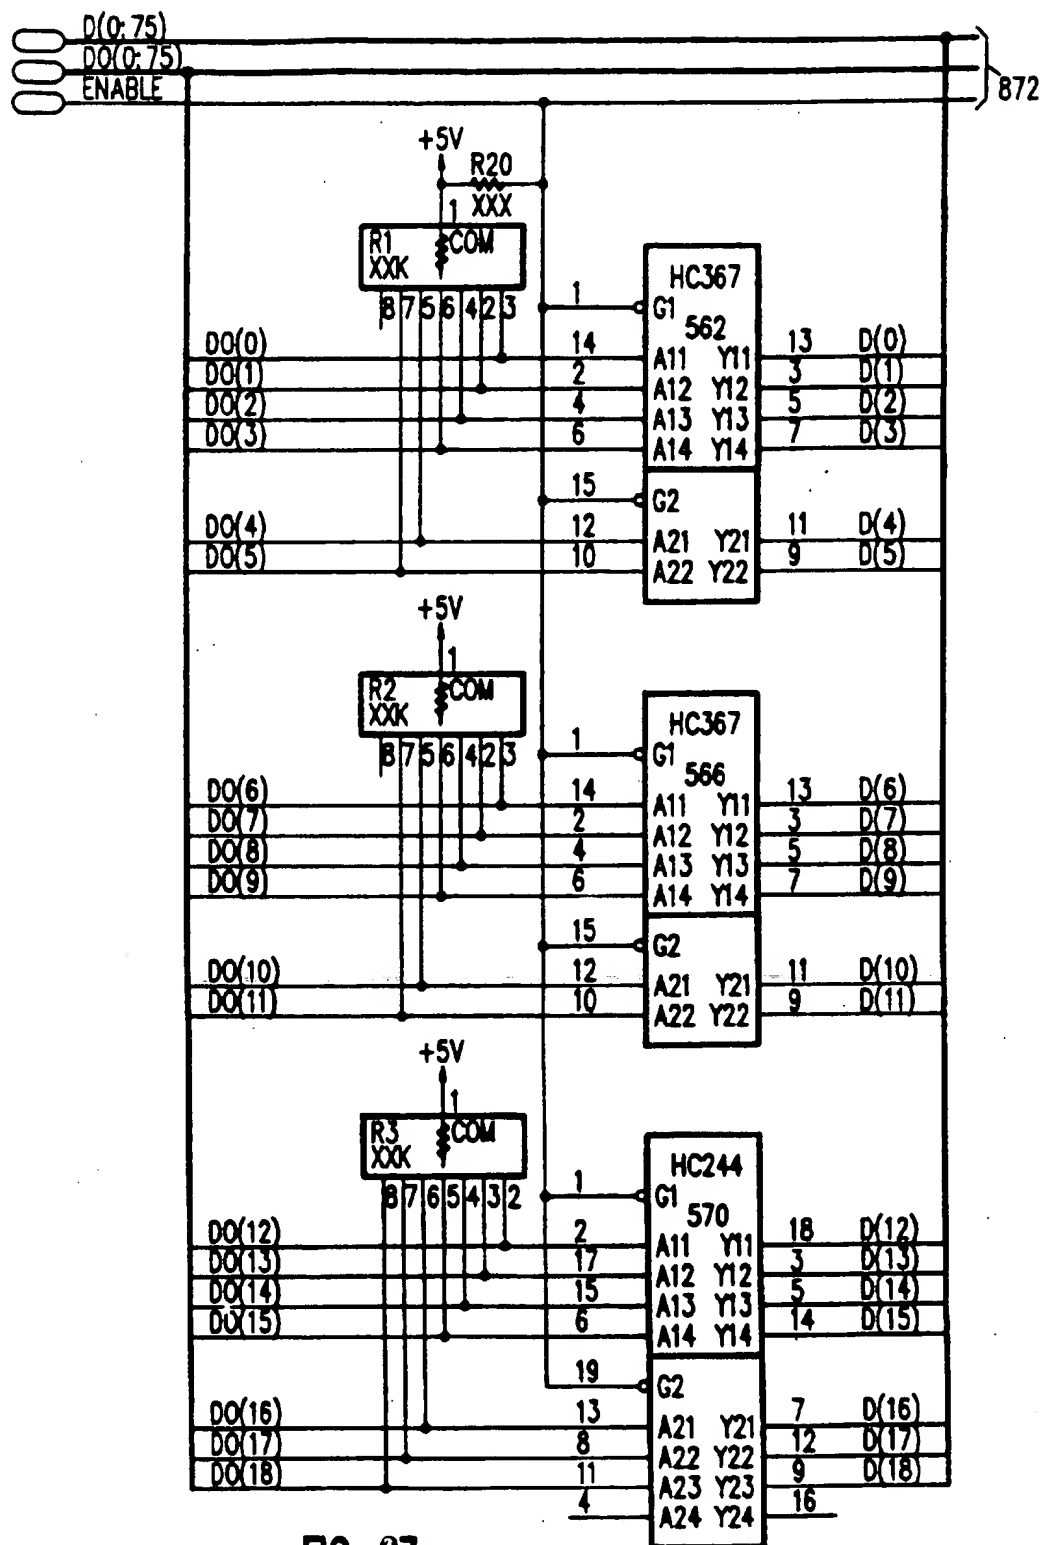 D(0:75)
DO(0:75)
ENABLE
872
+5V
R20
XXX
1
R1 COM
XXK
8 7 5 6 4 2 3
HC367
562
1 G1
DO(0) 14 A11 Y11 13 D(0)
DO(1) 2 A12 Y12 3 D(1)
DO(2) 4 A13 Y13 5 D(2)
DO(3) 6 A14 Y14 7 D(3)
15 G2
DO(4) 12 A21 Y21 11 D(4)
DO(5) 10 A22 Y22 9 D(5)
+5V
1
R2 COM
XXK
8 7 5 6 4 2 3
HC367
566
1 G1
DO(6) 14 A11 Y11 13 D(6)
DO(7) 2 A12 Y12 3 D(7)
DO(8) 4 A13 Y13 5 D(8)
DO(9) 6 A14 Y14 7 D(9)
15 G2
DO(10) 12 A21 Y21 11 D(10)
DO(11) 10 A22 Y22 9 D(11)
+5V
1
R3 COM
XXK
8 7 6 5 4 3 2
HC244
570
1 G1
DO(12) 2 A11 Y11 18 D(12)
DO(13) 17 A12 Y12 3 D(13)
DO(14) 15 A13 Y13 5 D(14)
DO(15) 6 A14 Y14 14 D(15)
19 G2
DO(16) 13 A21 Y21 7 D(16)
DO(17) 8 A22 Y22 12 D(17)
DO(18) 11 A23 Y23 9 D(18)
4 A24 Y24 16